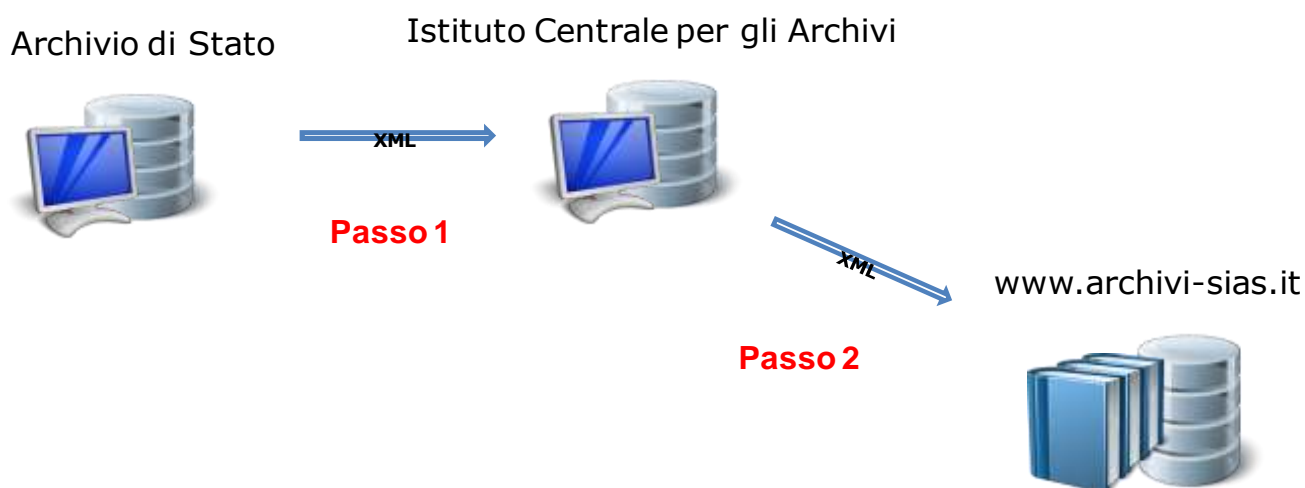 Archivio di Stato
Istituto Centrale per gli Archivi
XML
Passo 1
XML
www.archivi-sias.it
Passo 2